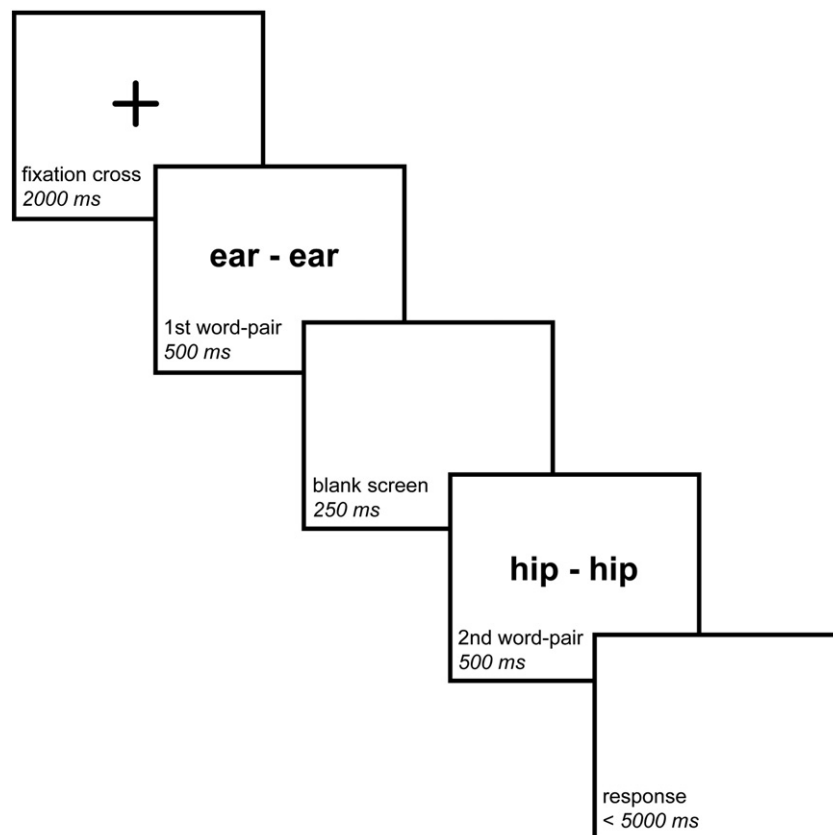 fixation cross
2000 ms
ear - ear
1st word-pair
500 ms
blank screen
250 ms
hip - hip
2nd word-pair
500 ms
response
< 5000 ms